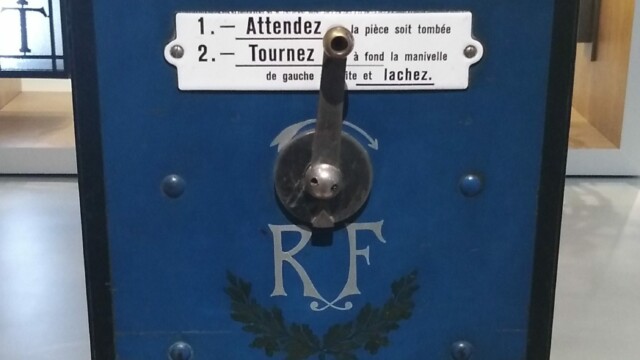 1.— Attendez la pièce soit tombée
2.— Tournez à fond la manivelle
de gauche et lachez.
RF